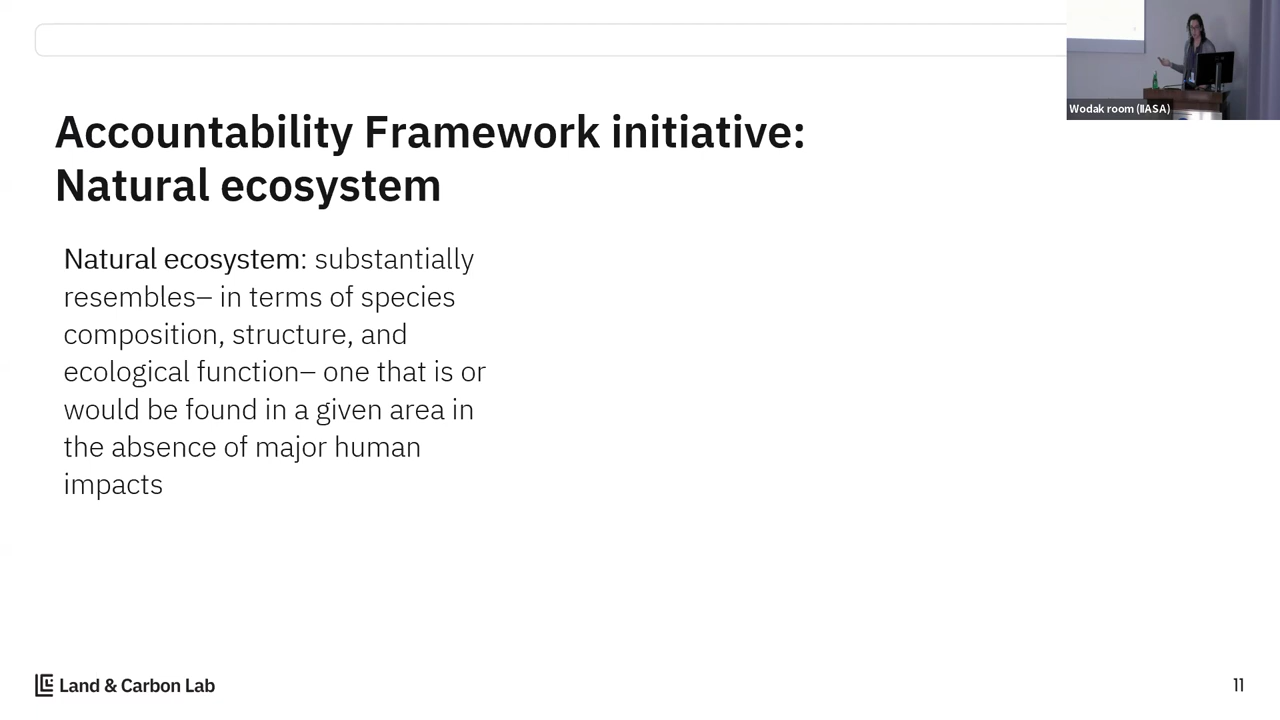 Wodak room (IIASA)
Accountability Framework initiative:
Natural ecosystem
Natural ecosystem: substantially
resembles– in terms of species
composition, structure, and
ecological function– one that is or
would be found in a given area in
the absence of major human
impacts
Land & Carbon Lab
11